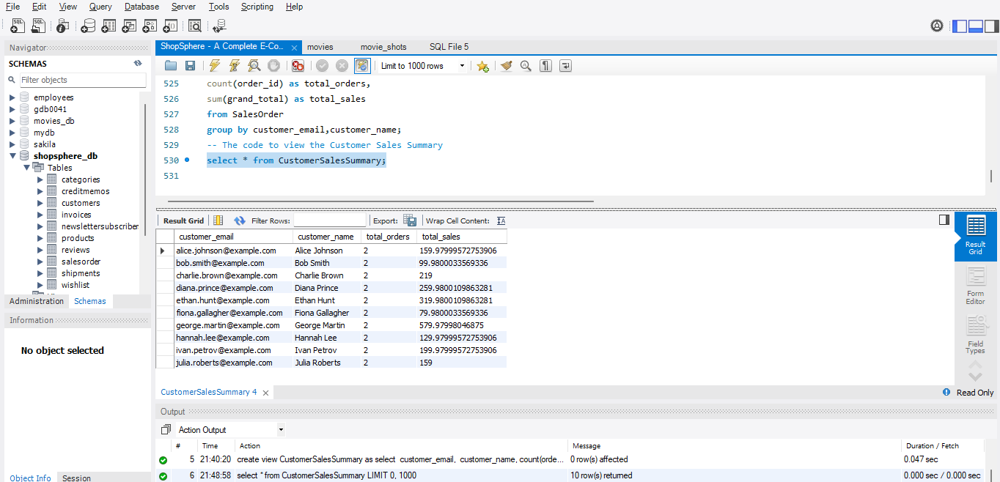 File Edit View Query Database Server Tools Scripting Help
Navigator
SCHEMAS
Filter objects
employees
gdb0041
movies_db
mydb
sakila
shopsphere_db
Tables
categories
creditmemos
customers
invoices
newslettersubscriber
products
reviews
salesorder
shipments
wishlist
Administration Schemas
Information
No object selected
Object Info Session
ShopSphere - A Complete E-Co... movies movie_shots SQL File 5
Limit to 1000 rows
525 count(order_id) as total_orders,
526 sum(grand_total) as total_sales
527 from SalesOrder
528 group by customer_email,customer_name;
529 -- The code to view the Customer Sales Summary
530 select * from CustomerSalesSummary;
531
Result Grid Filter Rows: Export: Wrap Cell Content:
customer_email customer_name total_orders total_sales
alice.johnson@example.com Alice Johnson 2 159.97999572753906
bob.smith@example.com Bob Smith 2 99.9800033569336
charlie.brown@example.com Charlie Brown 2 219
diana.prince@example.com Diana Prince 2 259.9800109863281
ethan.hunt@example.com Ethan Hunt 2 319.9800109863281
fiona.gallagher@example.com Fiona Gallagher 2 79.9800033569336
george.martin@example.com George Martin 2 579.97998046875
hannah.lee@example.com Hannah Lee 2 129.97999572753906
ivan.petrov@example.com Ivan Petrov 2 199.97999572753906
julia.roberts@example.com Julia Roberts 2 159
Result
Grid
Form
Editor
Field
Types
CustomerSalesSummary 4
Read Only
Output
Action Output
# Time Action Message Duration / Fetch
5 21:40:20 create view CustomerSalesSummary as select customer_email, customer_name, count(orde... 0 row(s) affected 0.047 sec
6 21:48:58 select * from CustomerSalesSummary LIMIT 0, 1000 10 row(s) returned 0.000 sec / 0.000 sec